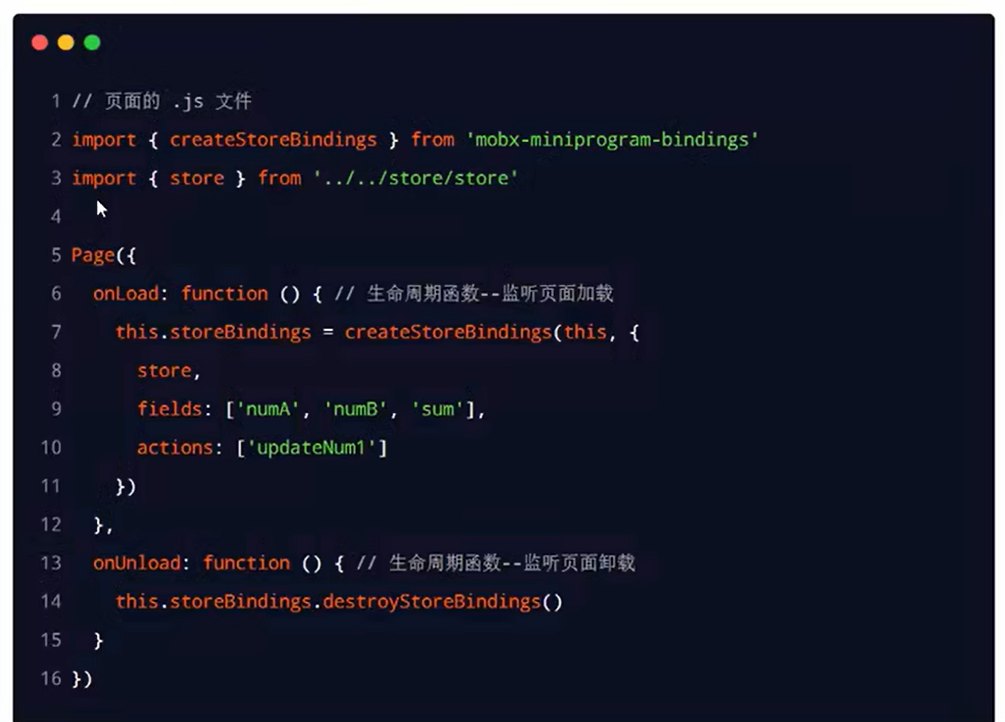 1 // 页面的 .js 文件
2 import { createStoreBindings } from 'mobx-miniprogram-bindings'
3 import { store } from '../../store/store'
4
5 Page({
6   onLoad: function () { // 生命周期函数--监听页面加载
7     this.storeBindings = createStoreBindings(this, {
8       store,
9       fields: ['numA', 'numB', 'sum'],
10       actions: ['updateNum1']
11     })
12   },
13   onUnload: function () { // 生命周期函数--监听页面卸载
14     this.storeBindings.destroyStoreBindings()
15   }
16 })